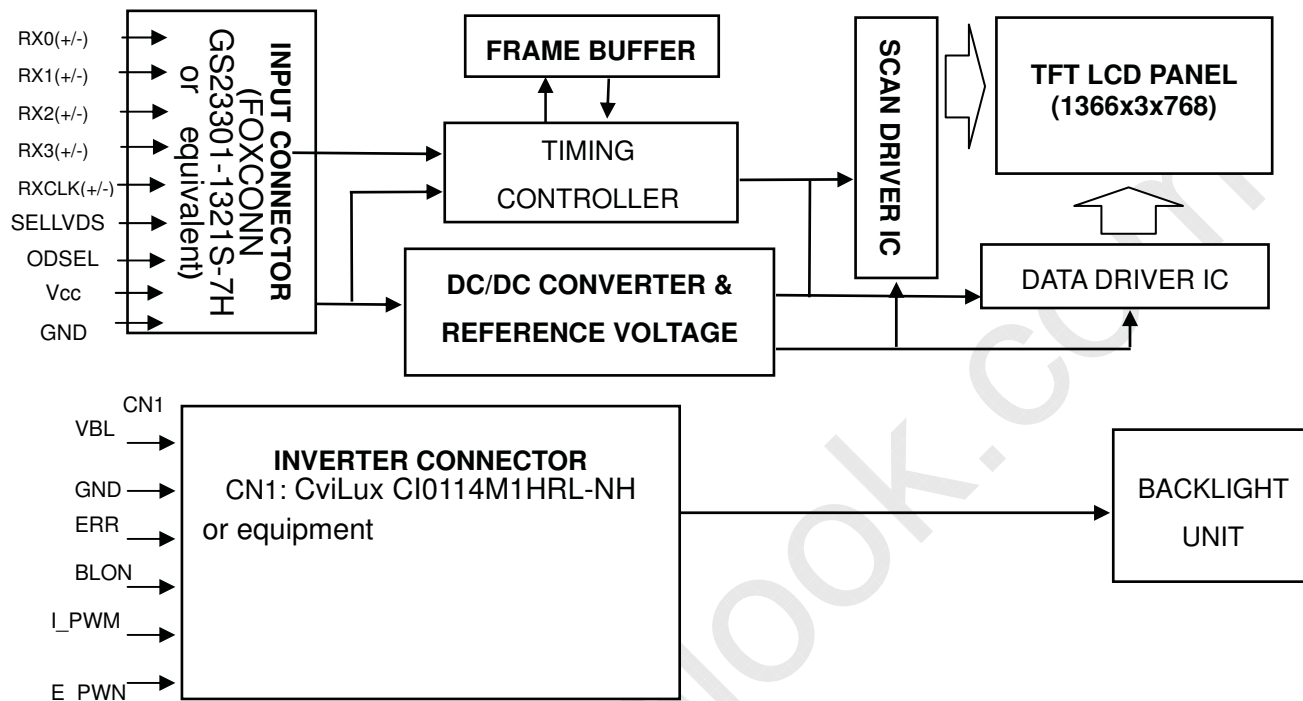 RX0(+/-)
RX1(+/-)
RX2(+/-)
RX3(+/-)
RXCLK(+/-)
SELLVDS
ODSEL
Vcc
GND
INPUT CONNECTOR
(FOXCONN
GS23301-1321S-7H
or equivalent)
FRAME BUFFER
TIMING
CONTROLLER
DC/DC CONVERTER &
REFERENCE VOLTAGE
SCAN DRIVER IC
TFT LCD PANEL
(1366x3x768)
DATA DRIVER IC
CN1
VBL
GND
ERR
BLON
I_PWM
E_PWN
INVERTER CONNECTOR
CN1: CviLux CI0114M1HRL-NH
or equipment
BACKLIGHT
UNIT
look.com